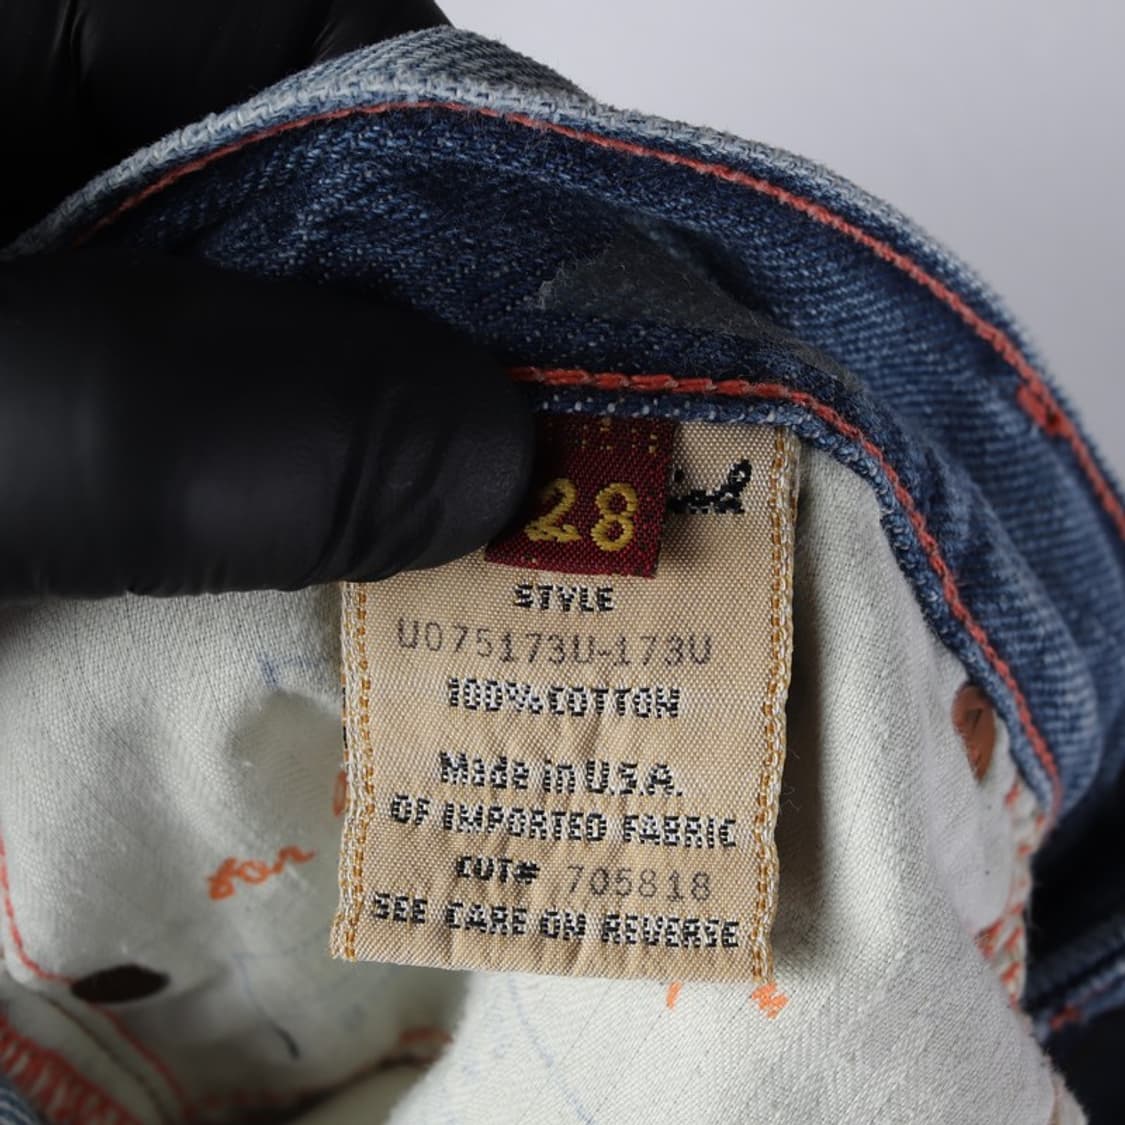 28
STYLE
U075173U-173U
100% COTTON
Made in U.S.A.
OF IMPORTED FABRIC
CUT# 705818
SEE CARE ON REVERSE